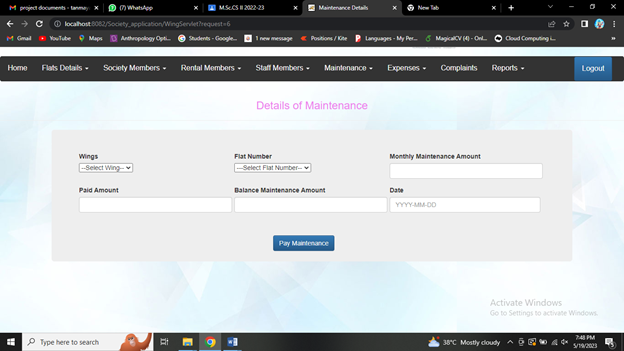 project documents - tanmay
(7) WhatsApp
M.Sc.CS II 2022-23
Maintenance Details
New Tab
localhost:8082/Society_application/WingServlet?request=6
Gmail
YouTube
Maps
Anthropology Opti...
Students - Google...
1 new message
Positions / Kite
Languages - My Per...
MagicalCV (4) - Onl...
Cloud Computing i...
Home
Flats Details
Society Members
Rental Members
Staff Members
Maintenance
Expenses
Complaints
Reports
Logout
Details of Maintenance
Wings
Flat Number
Monthly Maintenance Amount
--Select Wing--
---Select Flat Number---
Paid Amount
Balance Maintenance Amount
Date
YYYY-MM-DD
Pay Maintenance
Activate Windows
Go to Settings to activate Windows.
Type here to search
38°C Mostly cloudy
7:48 PM
5/19/2023